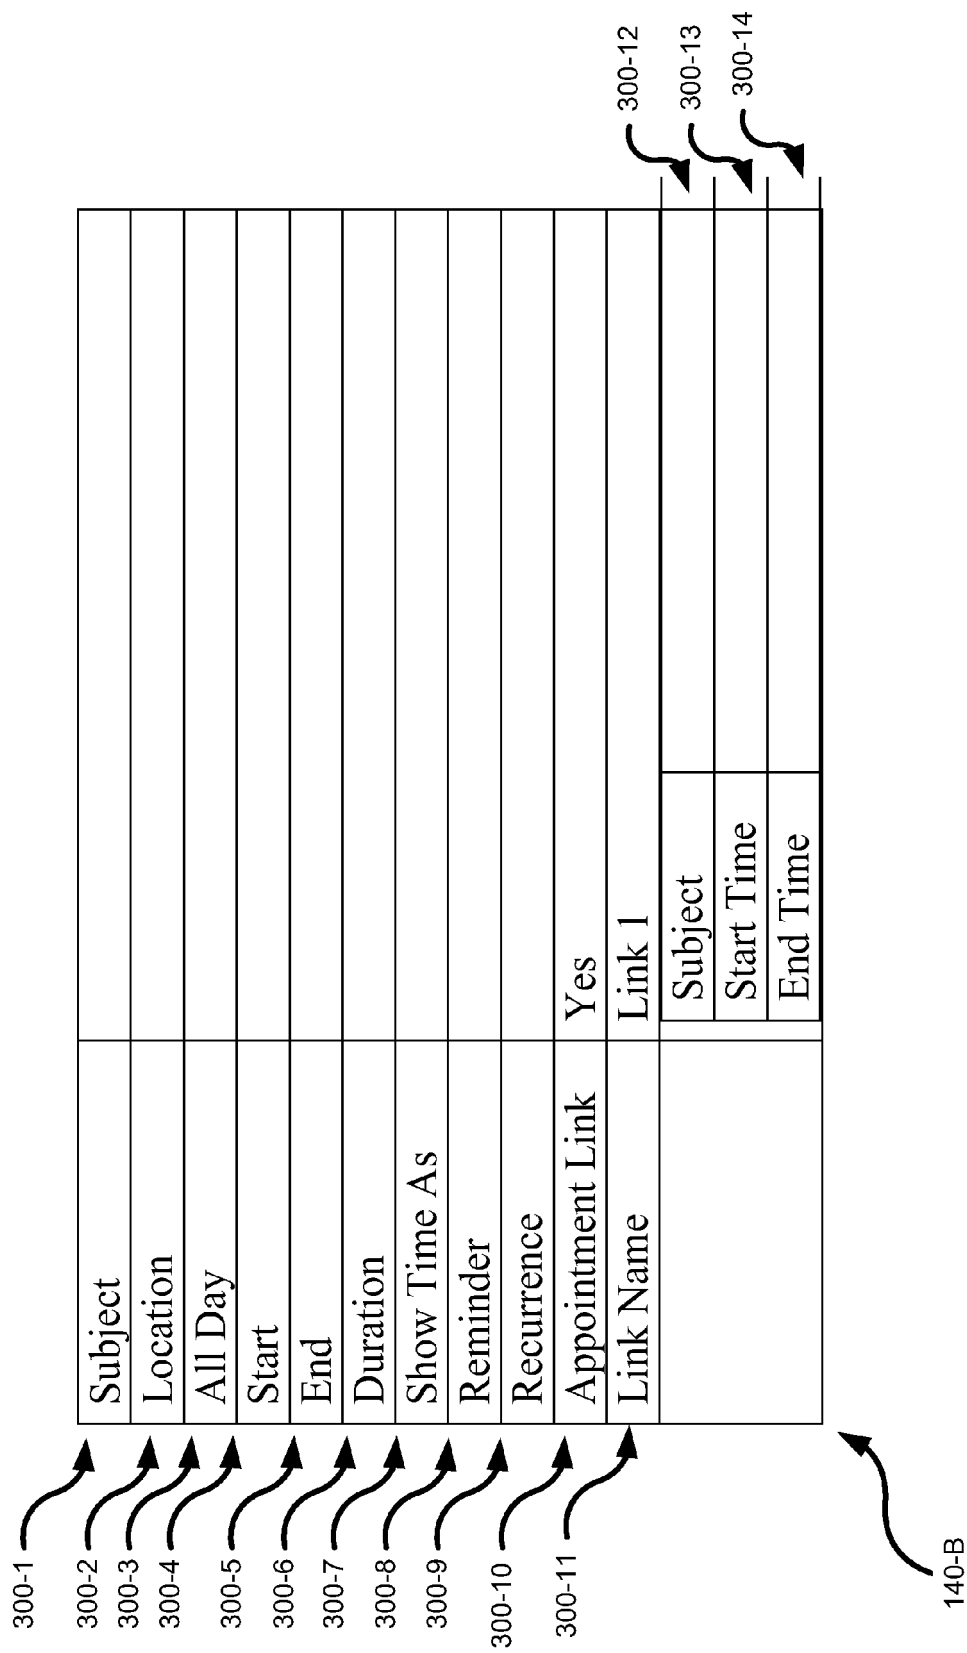 300-1
Subject
300-2
Location
300-3
All Day
300-4
Start
300-5
End
300-6
Duration
300-7
Show Time As
300-8
Reminder
300-9
Recurrence
300-10
Appointment Link Yes
300-11
Link Name Link 1
Subject
300-12
Start Time
300-13
End Time
300-14
140-B